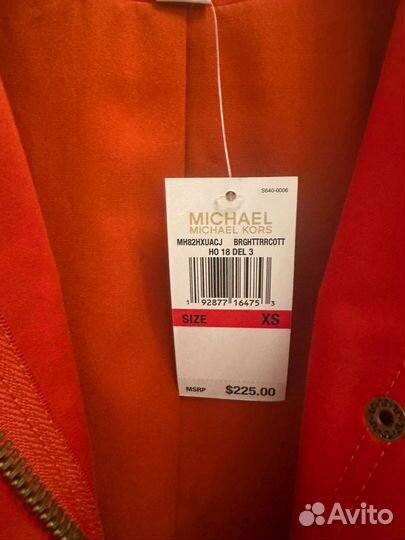 S640-0006
MICHAEL
MICHAEL KORS
MH82HXUACJ BRGHTTRRCOTT
HO 18 DEL 3
1 92877 16475 3
SIZE XS
MSRP $225.00
Avito